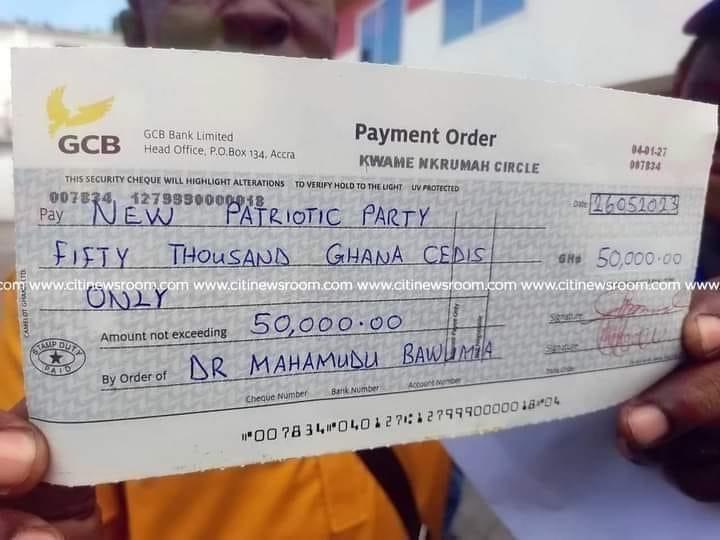 GCB
GCB Bank Limited
Head Office, P.O.Box 134, Accra
Payment Order
KWAME NKRUMAH CIRCLE
04-01-27
007834
THIS SECURITY CHEQUE WILL HIGHLIGHT ALTERATIONS TO VERIFY HOLD TO THE LIGHT UV PROTECTED
007834 1279990000018
Date 26052023
Pay NEW PATRIOTIC PARTY
FIFTY THOUSAND GHANA CEDIS
GH¢ 50,000.00
.com www.citinewsroom.com www.citinewsroom.com www.citinewsroom.com www.citinewsroom.com www
ONLY
Amount not exceeding 50,000.00
Signature
Signature
STAMP DUTY
PAID
By Order of DR MAHAMUDU BAWUMIA
Cheque Number Bank Number Account Number
⑈007834⑈040127⑆1279990000018⑈04